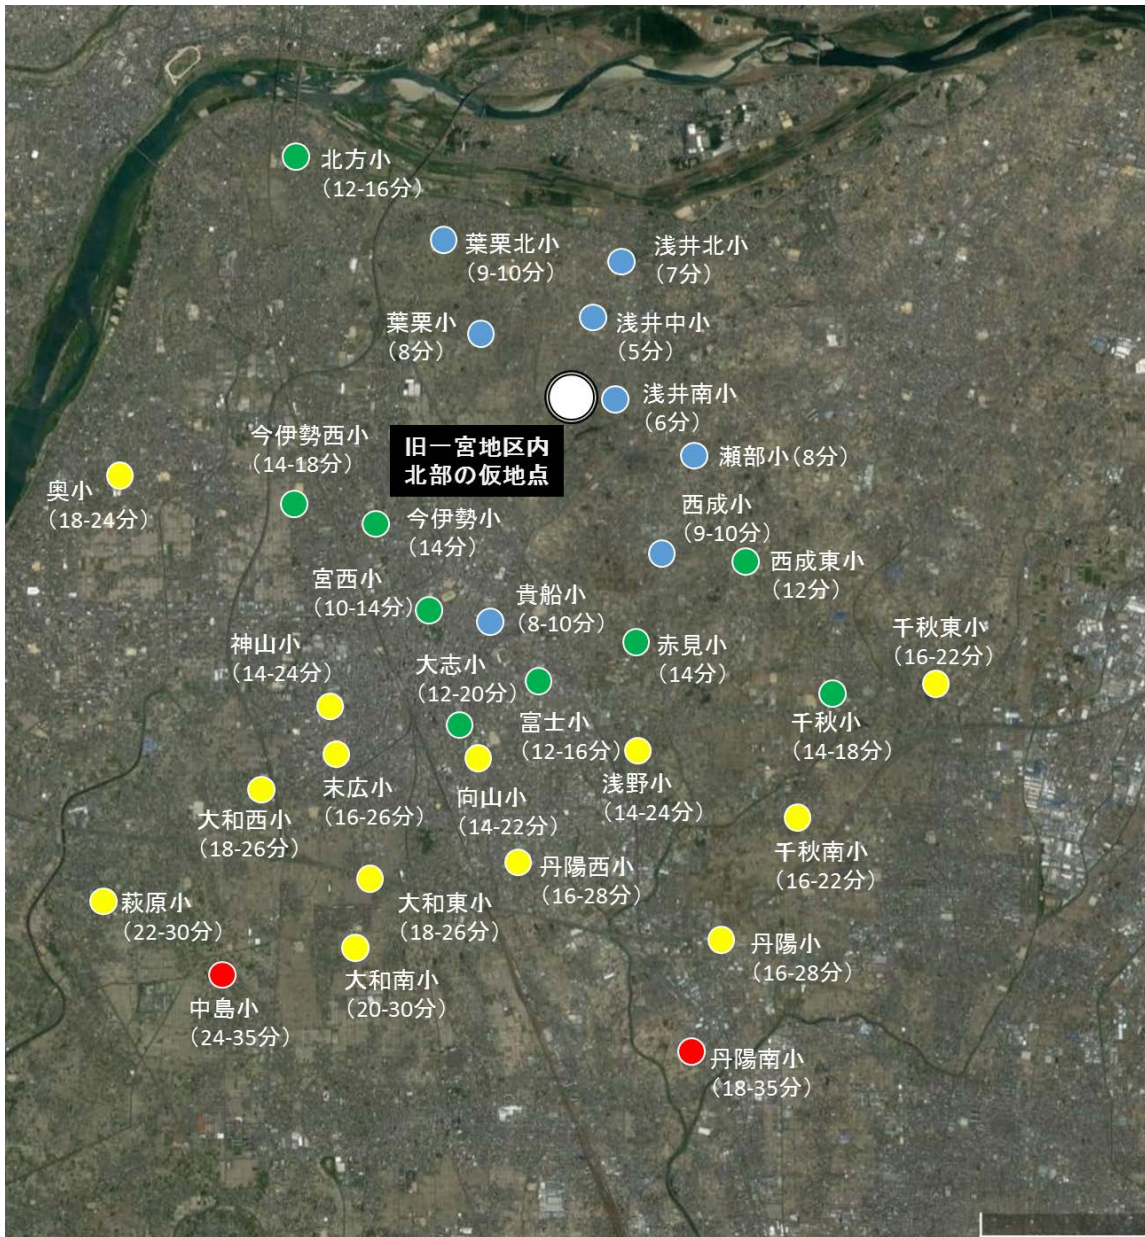 北方小
（12-16分）
葉栗北小
（9-10分）
浅井北小
（7分）
葉栗小
（8分）
浅井中小
（5分）
浅井南小
（6分）
旧一宮地区内
北部の仮地点
今伊勢西小
（14-18分）
瀬部小（8分）
奥小
（18-24分）
今伊勢小
（14分）
西成小
（9-10分）
西成東小
（12分）
宮西小
（10-14分）
貴船小
（8-10分）
千秋東小
（16-22分）
神山小
（14-24分）
大志小
（12-20分）
赤見小
（14分）
富士小
（12-16分）
千秋小
（14-18分）
末広小
（16-26分）
向山小
（14-22分）
浅野小
（14-24分）
大和西小
（18-26分）
千秋南小
（16-22分）
丹陽西小
（16-28分）
萩原小
（22-30分）
大和東小
（18-26分）
丹陽小
（16-28分）
大和南小
（20-30分）
中島小
（24-35分）
丹陽南小
（18-35分）